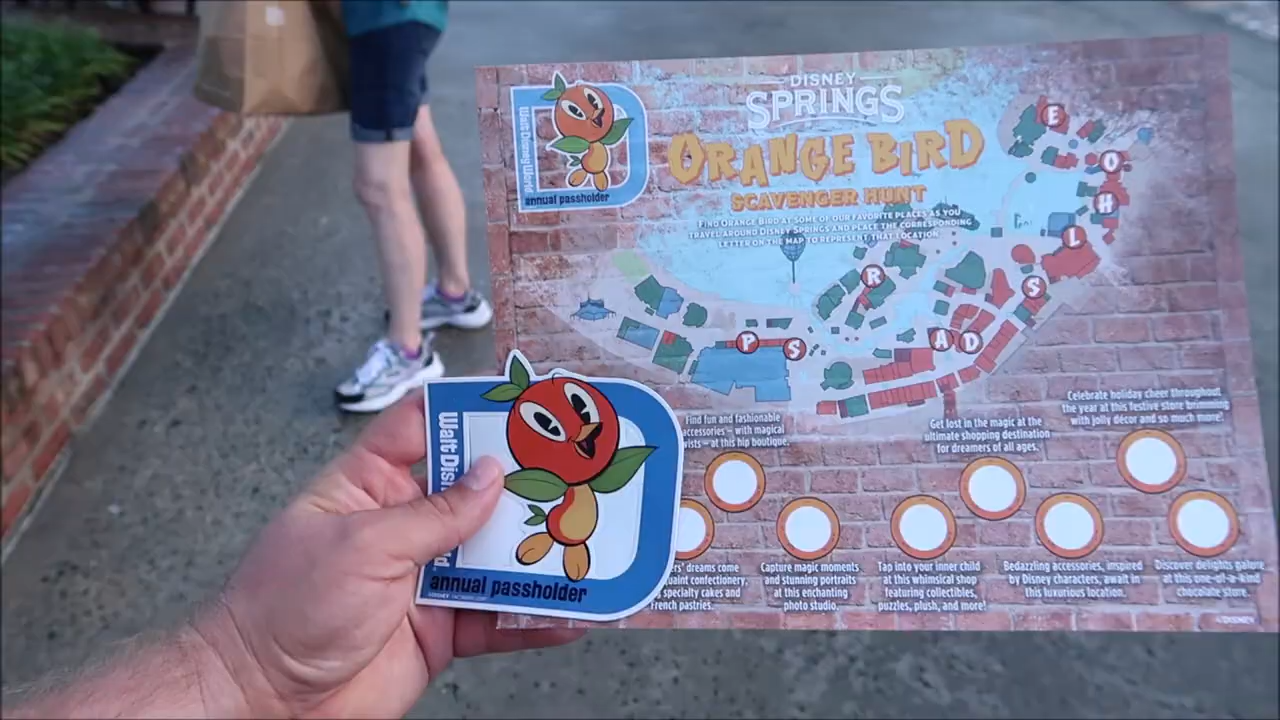 DISNEY
SPRINGS
ORANGE BIRD
SCAVENGER HUNT
FIND ORANGE BIRD AT SOME OF OUR FAVORITE PLACES AS YOU
TRAVEL AROUND DISNEY SPRINGS AND PLACE THE CORRESPONDING
LETTER ON THE MAP TO REPRESENT THAT LOCATION.
Walt Disney World
annual passholder
E
O
H
L
R
S
P
S
A
D
Find fun and fashionable
accessories – with magical
– at this hip boutique.
Get lost in the magic at the
ultimate shopping destination
for dreamers of all ages.
Celebrate holiday cheer throughout
the year at this festive store brimming
with jolly décor and so much more!
dreams come
confectionery,
specialty cakes and
French pastries.
Capture magic moments
and stunning portraits
at this enchanting
photo studio.
Tap into your inner child
at this whimsical shop
featuring collectibles,
puzzles, plush, and more!
Bedazzling accessories, inspired
by Disney characters, await in
this luxurious location.
Discover delights galore
at this one-of-a-kind
chocolate store.
©DISNEY
Walt Dis
annual passholder
©DISNEY